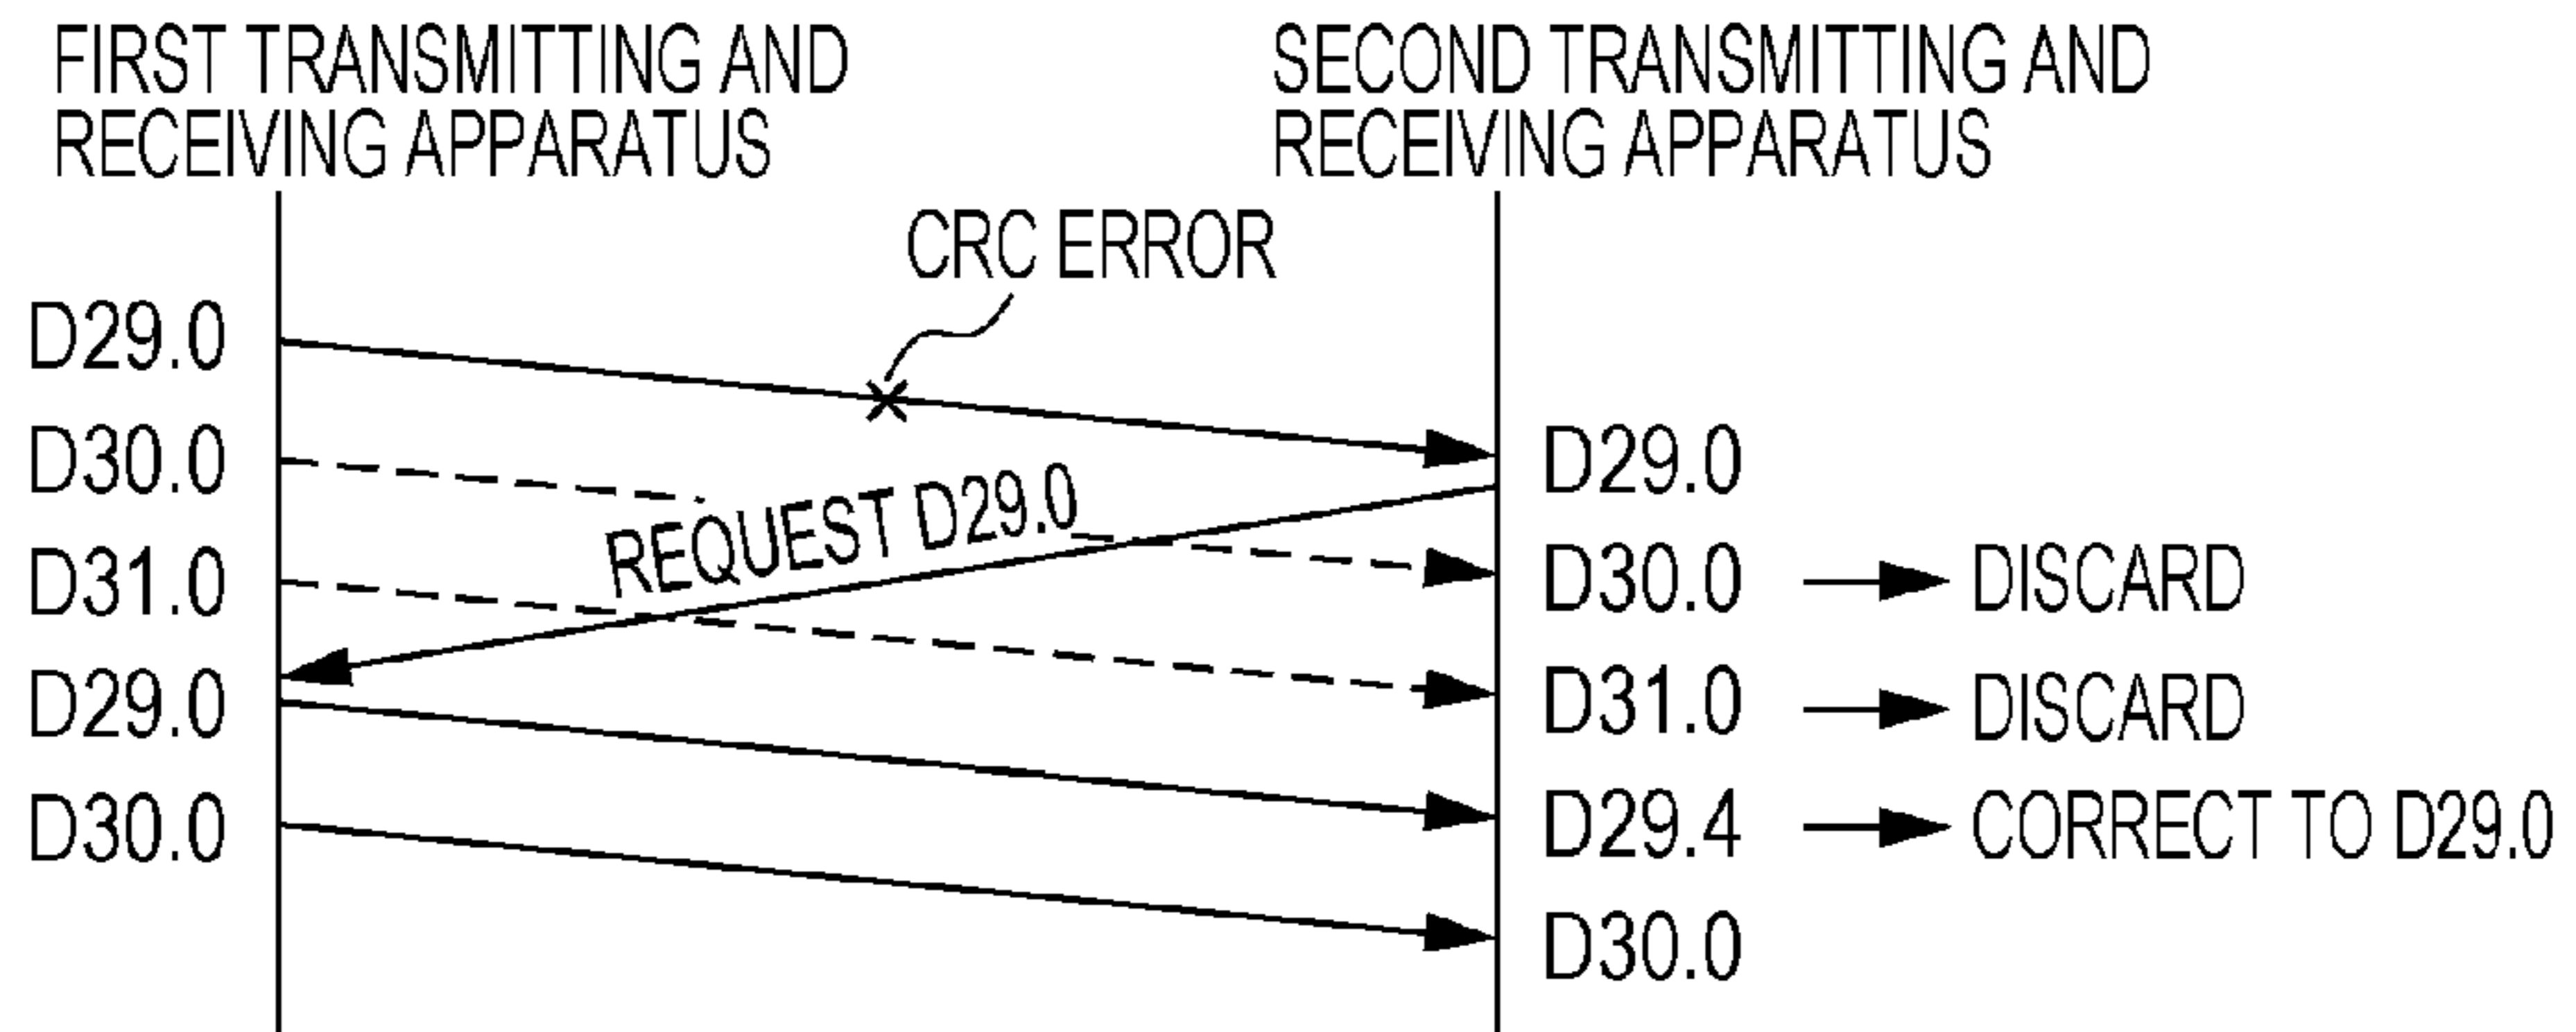 FIRST TRANSMITTING AND
RECEIVING APPARATUS
SECOND TRANSMITTING AND
RECEIVING APPARATUS
CRC ERROR
D29.0
D29.0
D30.0
REQUEST D29.0
D30.0
DISCARD
D31.0
D31.0
DISCARD
D29.0
D29.4
CORRECT TO D29.0
D30.0
D30.0